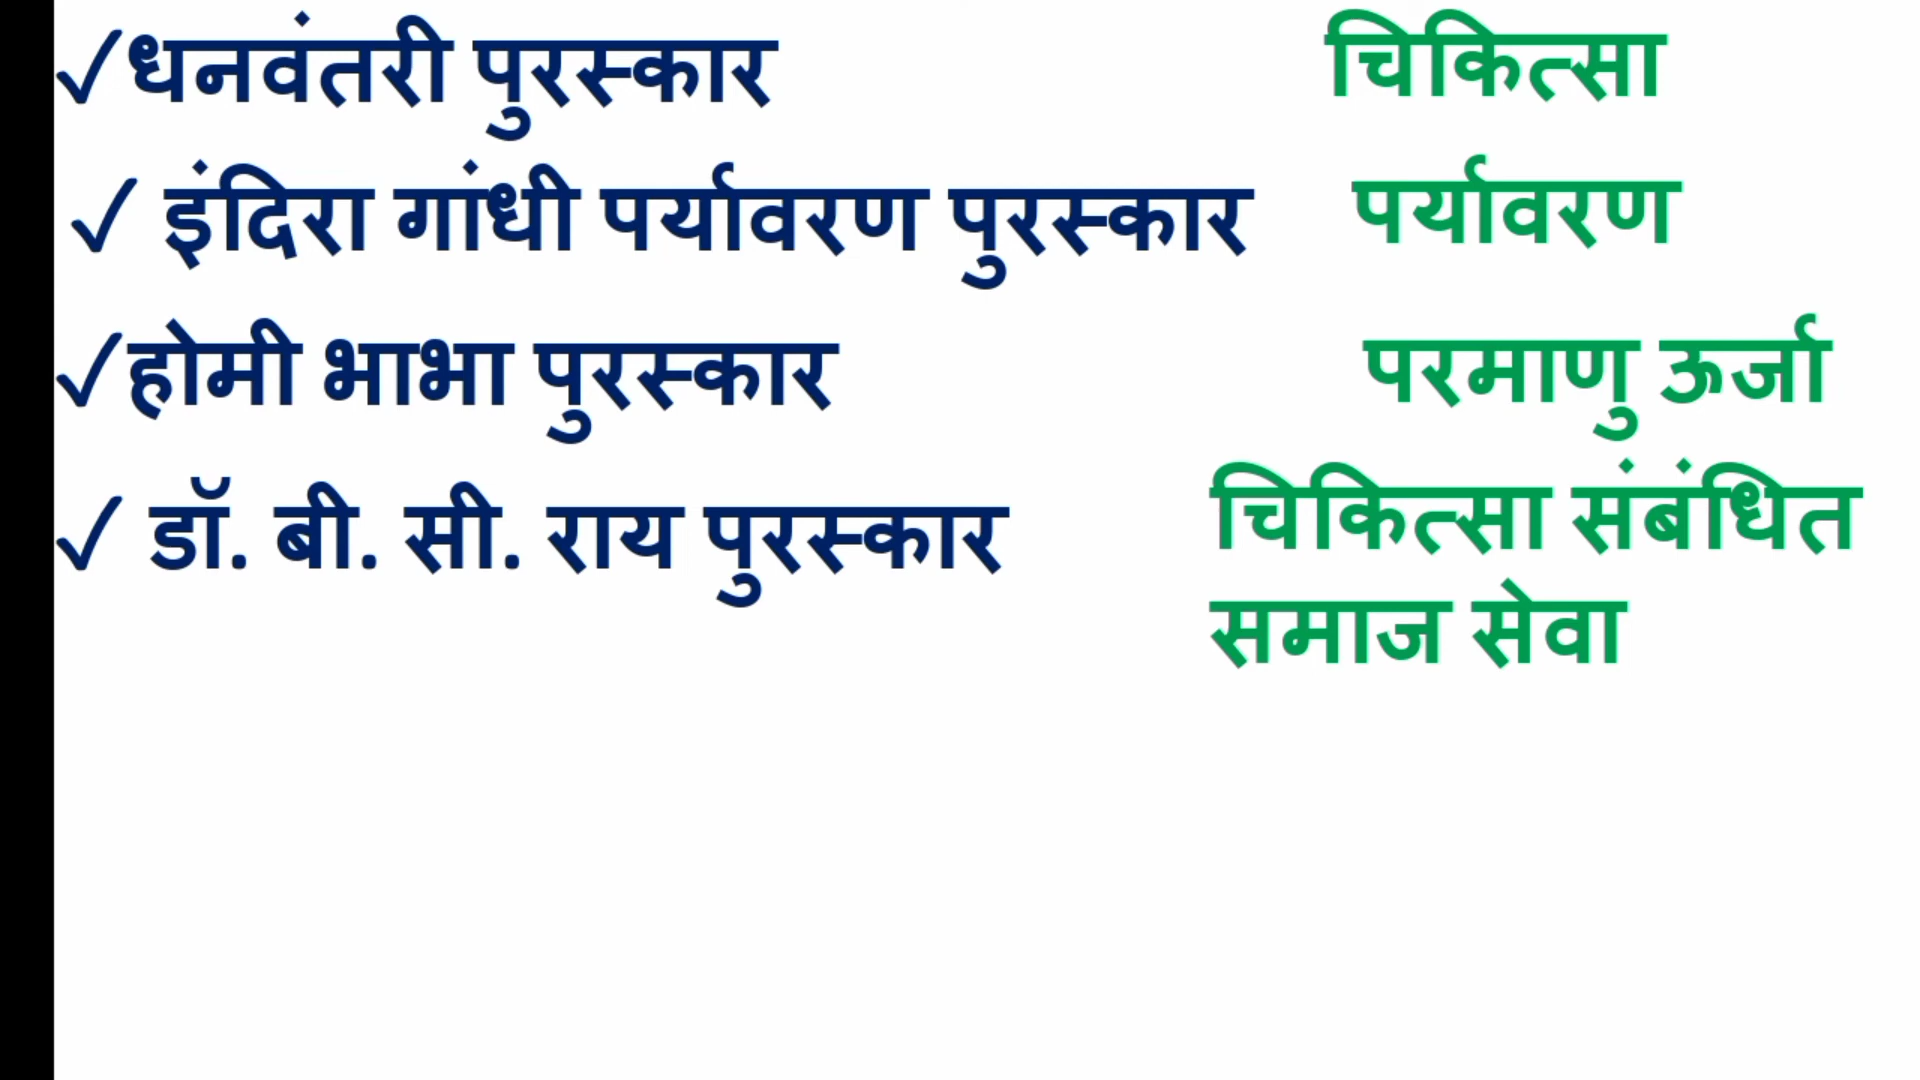 ✓धनवंतरी पुरस्कार चिकित्सा
✓ इंदिरा गांधी पर्यावरण पुरस्कार पर्यावरण
✓होमी भाभा पुरस्कार परमाणु ऊर्जा
✓ डॉ. बी. सी. राय पुरस्कार चिकित्सा संबंधित
समाज सेवा